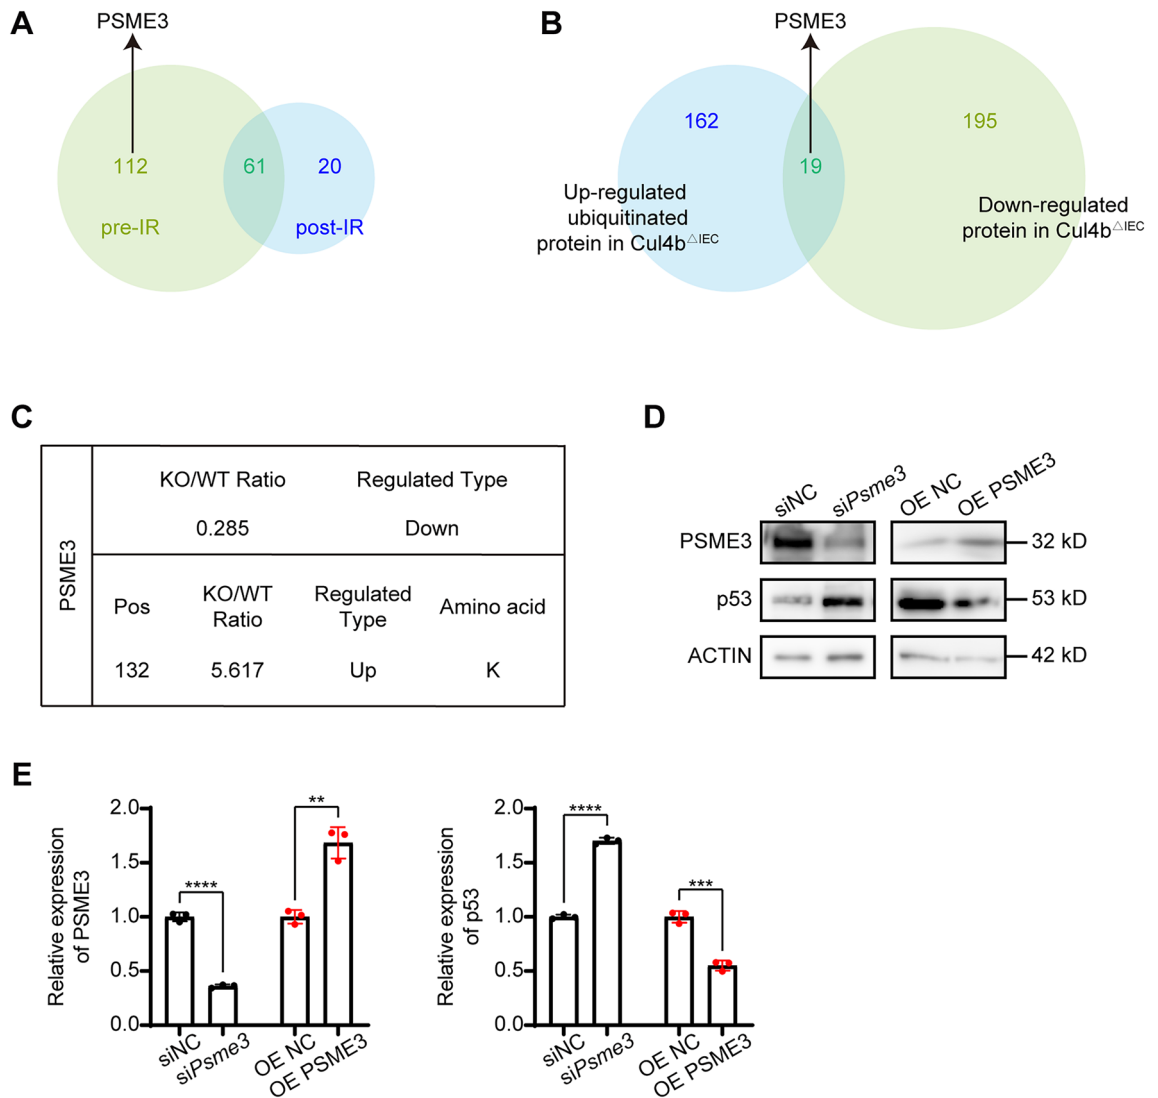 A
PSME3
112
61
20
pre-IR
post-IR
B
PSME3
162
195
19
Up-regulated
ubiquitinated
protein in Cul4b△IEC
Down-regulated
protein in Cul4b△IEC
C
PSME3
KO/WT Ratio
Regulated Type
0.285
Down
Pos
KO/WT
Ratio
Regulated
Type
Amino acid
132
5.617
Up
K
D
siNC
siPsme3
OE NC
OE PSME3
PSME3
32 kD
p53
53 kD
ACTIN
42 kD
E
Relative expression
of PSME3
2.0
1.5
1.0
0.5
0.0
****
**
siNC
siPsme3
OE NC
OE PSME3
Relative expression
of p53
2.0
1.5
1.0
0.5
0.0
****
***
siNC
siPsme3
OE NC
OE PSME3